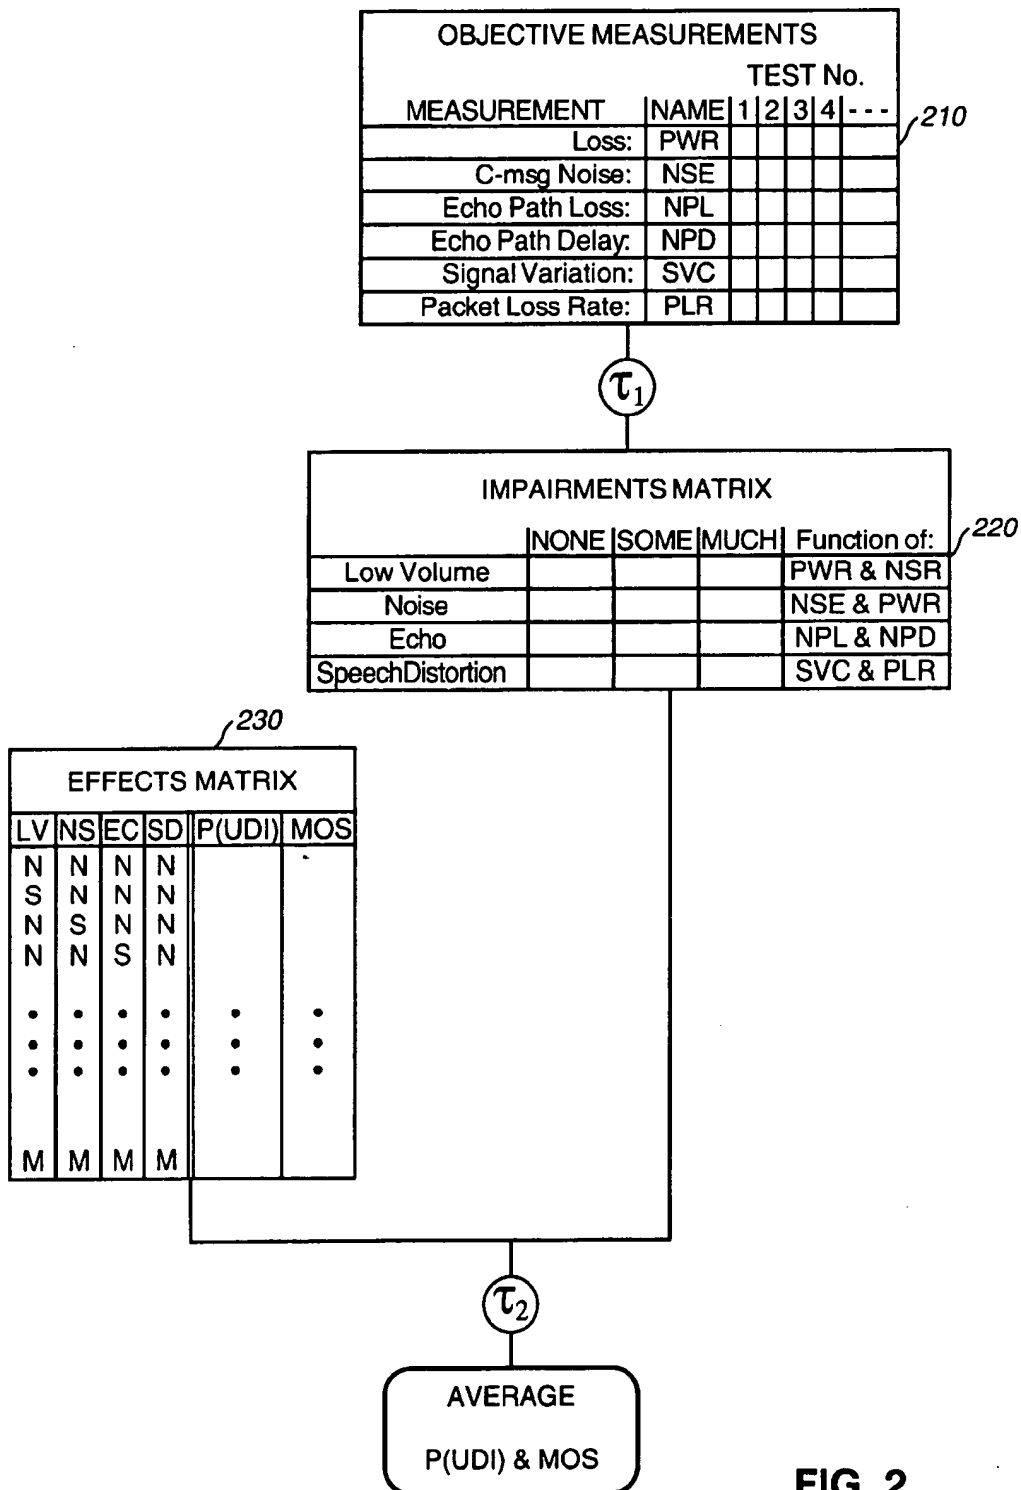 OBJECTIVE MEASUREMENTS
TEST No.
MEASUREMENT NAME 1 2 3 4 ---
210
Loss: PWR
C-msg Noise: NSE
Echo Path Loss: NPL
Echo Path Delay: NPD
Signal Variation: SVC
Packet Loss Rate: PLR
τ1
IMPAIRMENTS MATRIX
220
NONE SOME MUCH Function of:
Low Volume PWR & NSR
Noise NSE & PWR
Echo NPL & NPD
SpeechDistortion SVC & PLR
230
EFFECTS MATRIX
LV NS EC SD P(UDI) MOS
N N N N
S N N N
N S N N
N N S N
M M M M
τ2
AVERAGE
P(UDI) & MOS
FIG. 2